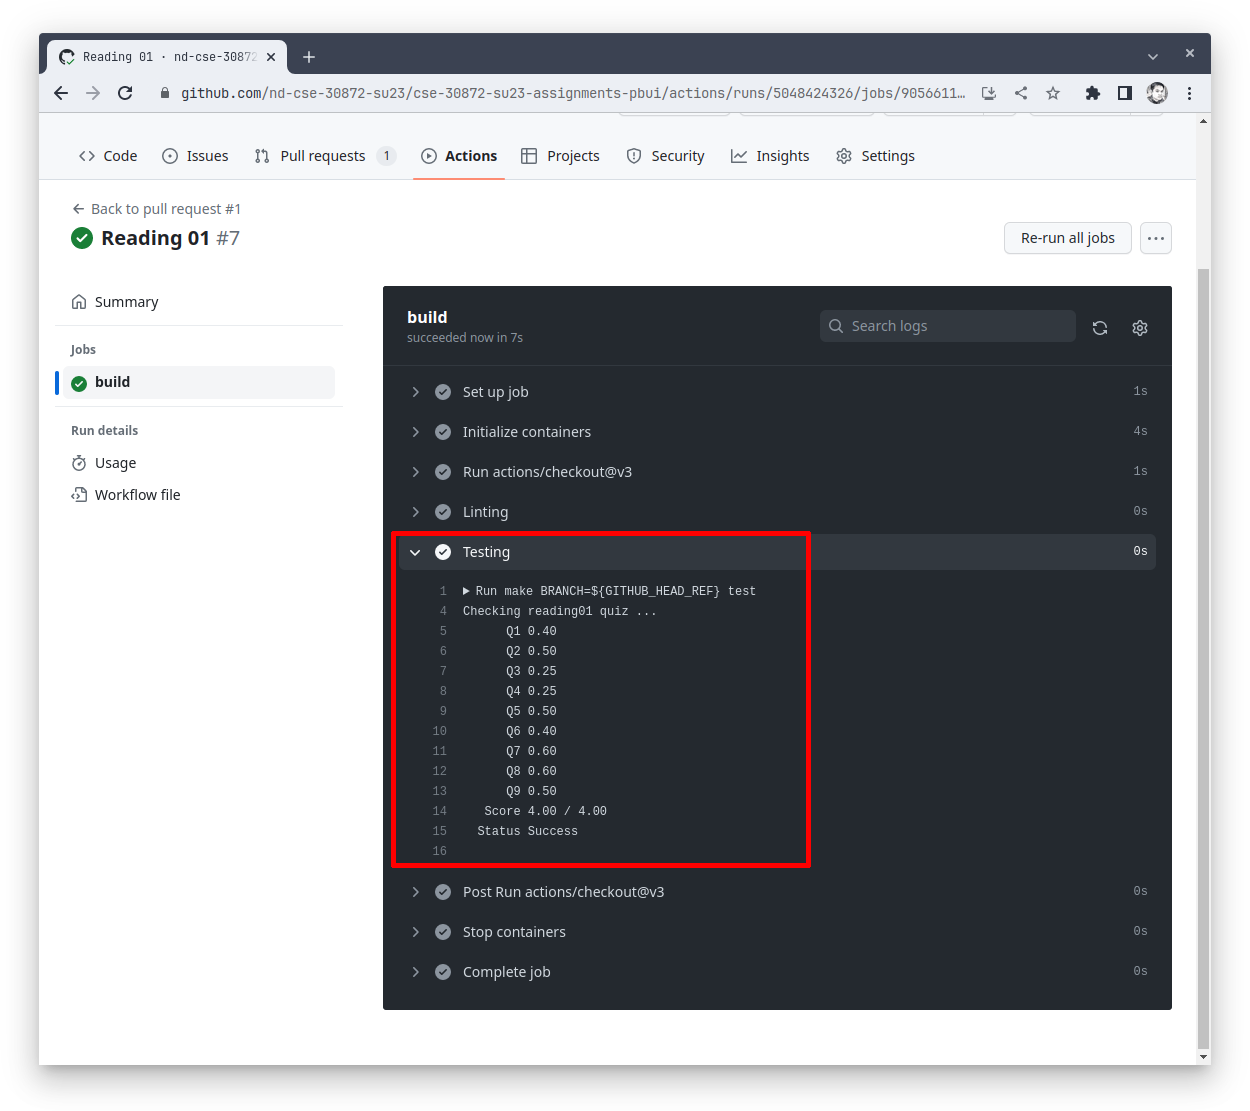 Reading 01 · nd-cse-30872
github.com/nd-cse-30872-su23/cse-30872-su23-assignments-pbui/actions/runs/5048424326/jobs/9056611…
Code Issues Pull requests 1 Actions Projects Security Insights Settings
Back to pull request #1
Reading 01 #7
Re-run all jobs
Summary
Jobs
build
Run details
Usage
Workflow file
build
succeeded now in 7s
Search logs
Set up job 1s
Initialize containers 4s
Run actions/checkout@v3 1s
Linting 0s
Testing 0s
1 Run make BRANCH=${GITHUB_HEAD_REF} test
4 Checking reading01 quiz ...
5 Q1 0.40
6 Q2 0.50
7 Q3 0.25
8 Q4 0.25
9 Q5 0.50
10 Q6 0.40
11 Q7 0.60
12 Q8 0.60
13 Q9 0.50
14 Score 4.00 / 4.00
15 Status Success
16
Post Run actions/checkout@v3 0s
Stop containers 0s
Complete job 0s